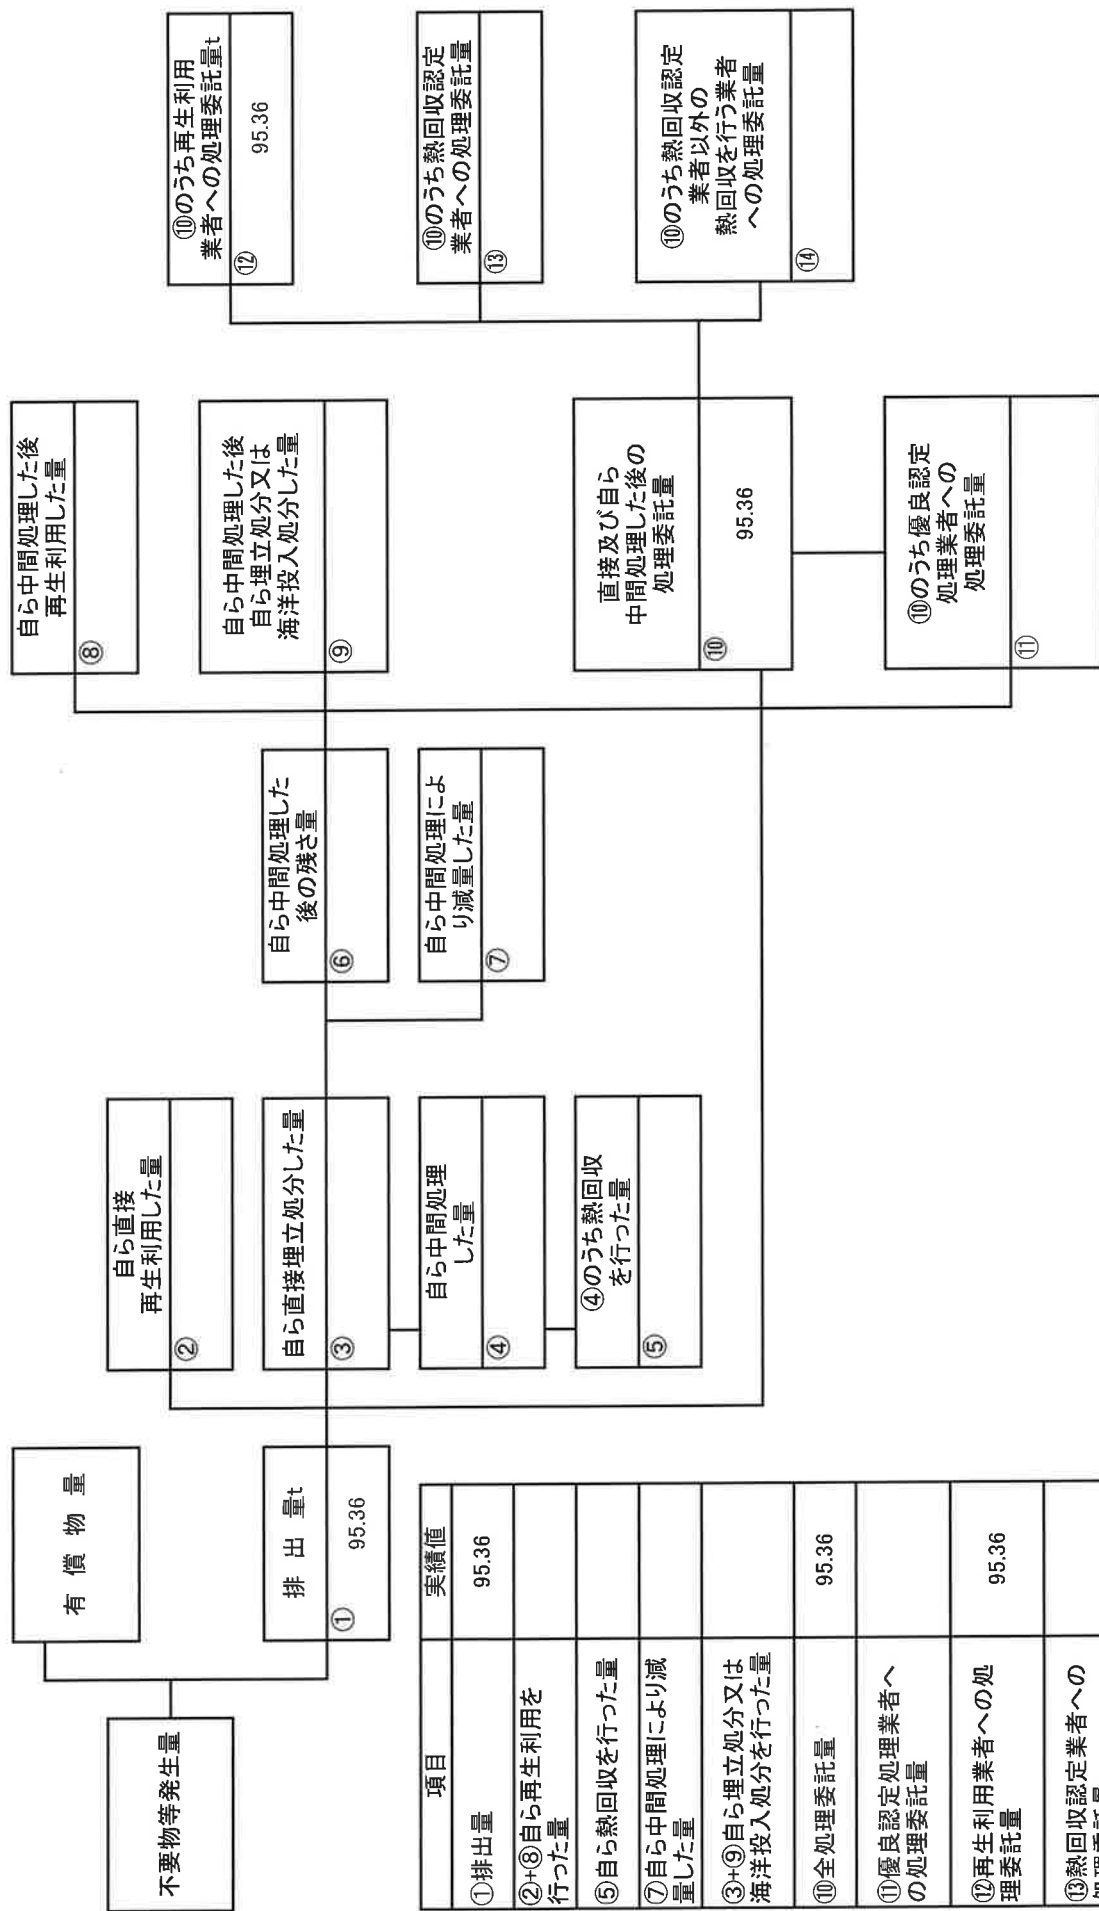 不要物等発生量
有償物量
排出量t
①
95.36
自ら直接
再生利用した量
②
自ら直接埋立処分した量
③
自ら中間処理
した量
④
④のうち熱回収
を行った量
⑤
自ら中間処理した
後の残さ量
⑥
自ら中間処理によ
り減量した量
⑦
自ら中間処理した後
再生利用した量
⑧
自ら中間処理した後
自ら埋立処分又は
海洋投入処分した量
⑨
直接及び自ら
中間処理した後の
処理委託量
⑩
95.36
⑩のうち優良認定
処理業者への
処理委託量
⑪
⑩のうち再生利用
業者への処理委託量t
⑫
95.36
⑩のうち熱回収認定
業者への処理委託量
⑬
⑩のうち熱回収認定
業者以外の
熱回収を行う業者
への処理委託量
⑭
項目 実績値
①排出量 95.36
②+⑧自ら再生利用を
行った量
⑤自ら熱回収を行った量
⑦自ら中間処理により減
量した量
③+⑨自ら埋立処分又は
海洋投入処分を行った量
⑩全処理委託量 95.36
⑪優良認定処理業者へ
の処理委託量
⑫再生利用業者への処
理委託量 95.36
⑬熱回収認定業者への